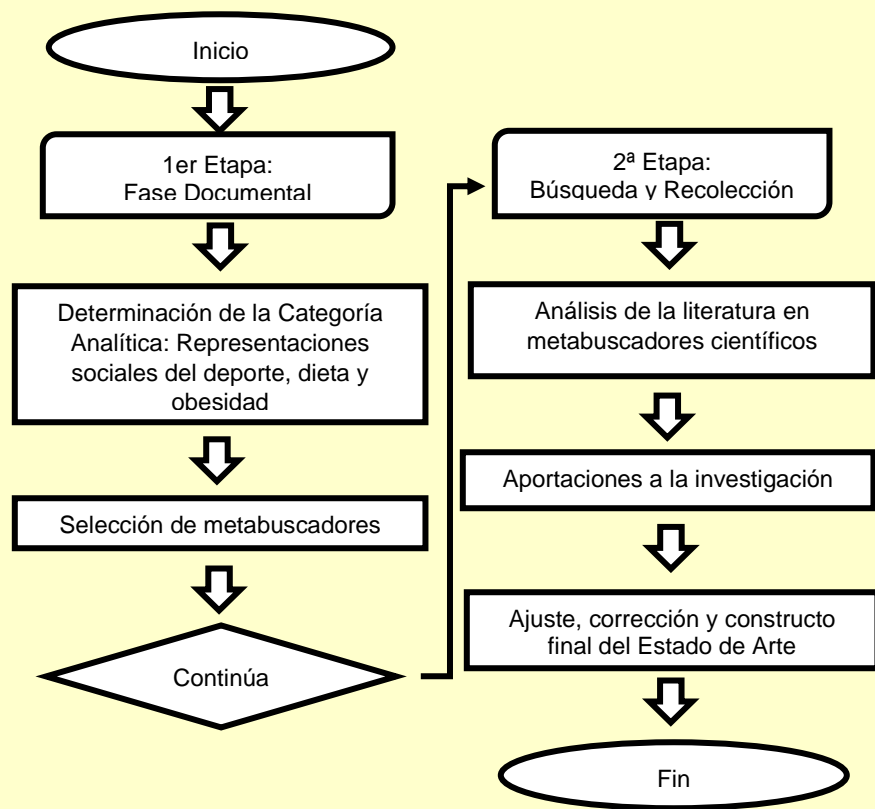 Inicio
1er Etapa:
Fase Documental
Determinación de la Categoría
Analítica: Representaciones
sociales del deporte, dieta y
obesidad
Selección de metabuscadores
Continúa
2ª Etapa:
Búsqueda y Recolección
Análisis de la literatura en
metabuscadores científicos
Aportaciones a la investigación
Ajuste, corrección y constructo
final del Estado de Arte
Fin